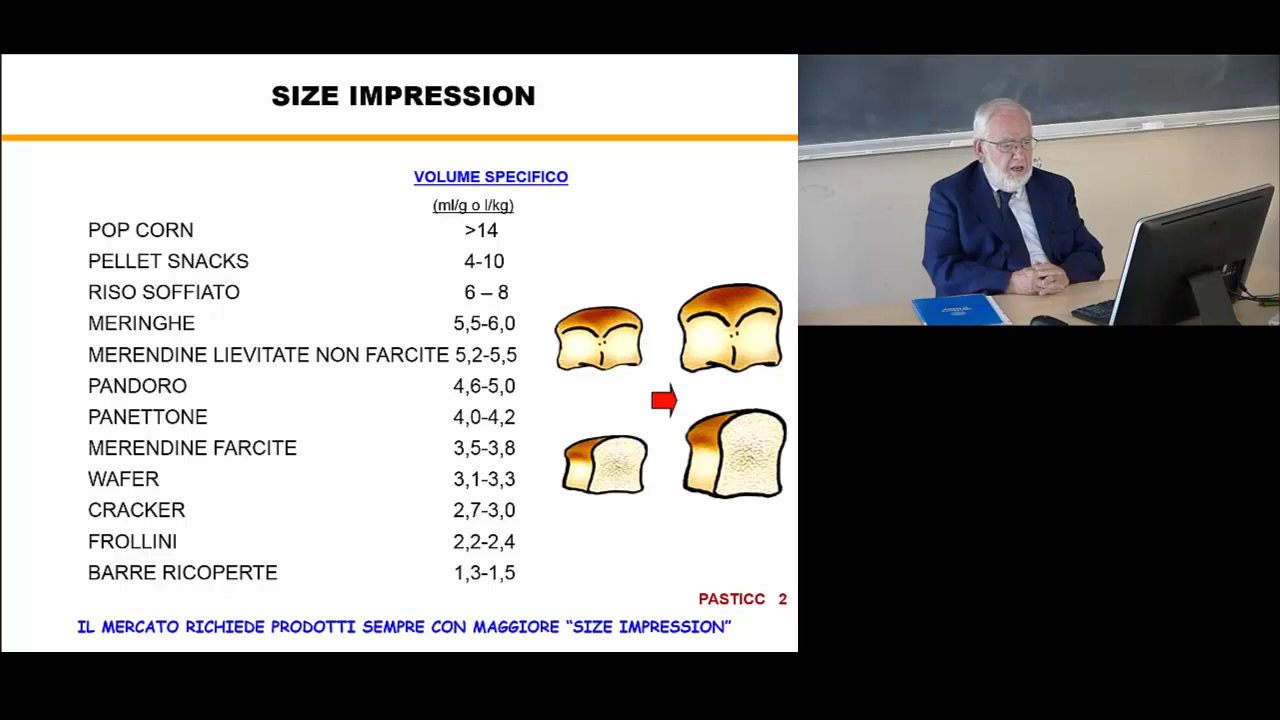 SIZE IMPRESSION
VOLUME SPECIFICO
(ml/g o l/kg)
POP CORN >14
PELLET SNACKS 4-10
RISO SOFFIATO 6 – 8
MERINGHE 5,5-6,0
MERENDINE LIEVITATE NON FARCITE 5,2-5,5
PANDORO 4,6-5,0
PANETTONE 4,0-4,2
MERENDINE FARCITE 3,5-3,8
WAFER 3,1-3,3
CRACKER 2,7-3,0
FROLLINI 2,2-2,4
BARRE RICOPERTE 1,3-1,5
PASTICC 2
IL MERCATO RICHIEDE PRODOTTI SEMPRE CON MAGGIORE “SIZE IMPRESSION”